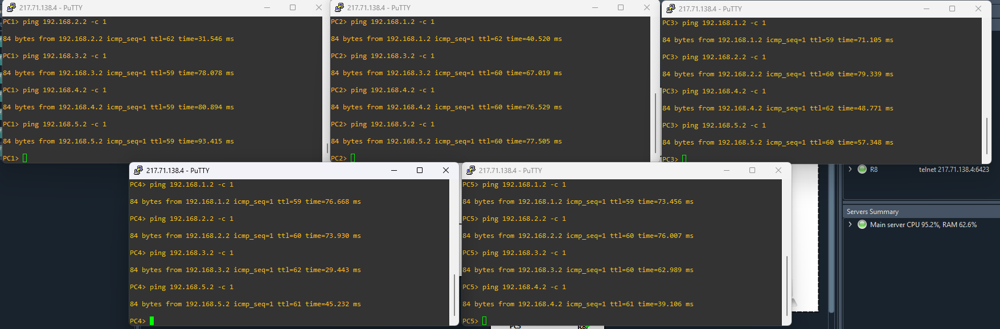 217.71.138.4 - PuTTY
PC1> ping 192.168.2.2 -c 1
84 bytes from 192.168.2.2 icmp_seq=1 ttl=62 time=31.546 ms
PC1> ping 192.168.3.2 -c 1
84 bytes from 192.168.3.2 icmp_seq=1 ttl=59 time=78.078 ms
PC1> ping 192.168.4.2 -c 1
84 bytes from 192.168.4.2 icmp_seq=1 ttl=59 time=80.894 ms
PC1> ping 192.168.5.2 -c 1
84 bytes from 192.168.5.2 icmp_seq=1 ttl=59 time=93.415 ms
PC1>
217.71.138.4 - PuTTY
PC2> ping 192.168.1.2 -c 1
84 bytes from 192.168.1.2 icmp_seq=1 ttl=62 time=40.520 ms
PC2> ping 192.168.3.2 -c 1
84 bytes from 192.168.3.2 icmp_seq=1 ttl=60 time=67.019 ms
PC2> ping 192.168.4.2 -c 1
84 bytes from 192.168.4.2 icmp_seq=1 ttl=60 time=76.529 ms
PC2> ping 192.168.5.2 -c 1
84 bytes from 192.168.5.2 icmp_seq=1 ttl=60 time=77.505 ms
PC2>
217.71.138.4 - PuTTY
PC3> ping 192.168.1.2 -c 1
84 bytes from 192.168.1.2 icmp_seq=1 ttl=59 time=71.105 ms
PC3> ping 192.168.2.2 -c 1
84 bytes from 192.168.2.2 icmp_seq=1 ttl=60 time=79.339 ms
PC3> ping 192.168.4.2 -c 1
84 bytes from 192.168.4.2 icmp_seq=1 ttl=62 time=48.771 ms
PC3> ping 192.168.5.2 -c 1
84 bytes from 192.168.5.2 icmp_seq=1 ttl=60 time=57.348 ms
PC3>
217.71.138.4 - PuTTY
PC4> ping 192.168.1.2 -c 1
84 bytes from 192.168.1.2 icmp_seq=1 ttl=59 time=76.668 ms
PC4> ping 192.168.2.2 -c 1
84 bytes from 192.168.2.2 icmp_seq=1 ttl=60 time=73.930 ms
PC4> ping 192.168.3.2 -c 1
84 bytes from 192.168.3.2 icmp_seq=1 ttl=62 time=29.443 ms
PC4> ping 192.168.5.2 -c 1
84 bytes from 192.168.5.2 icmp_seq=1 ttl=61 time=45.232 ms
PC4>
217.71.138.4 - PuTTY
PC5> ping 192.168.1.2 -c 1
84 bytes from 192.168.1.2 icmp_seq=1 ttl=59 time=73.456 ms
PC5> ping 192.168.2.2 -c 1
84 bytes from 192.168.2.2 icmp_seq=1 ttl=60 time=76.007 ms
PC5> ping 192.168.3.2 -c 1
84 bytes from 192.168.3.2 icmp_seq=1 ttl=60 time=62.989 ms
PC5> ping 192.168.4.2 -c 1
84 bytes from 192.168.4.2 icmp_seq=1 ttl=61 time=39.106 ms
PC5>
R8 telnet 217.71.138.4:6423
Servers Summary
Main server CPU 95.2%, RAM 62.6%